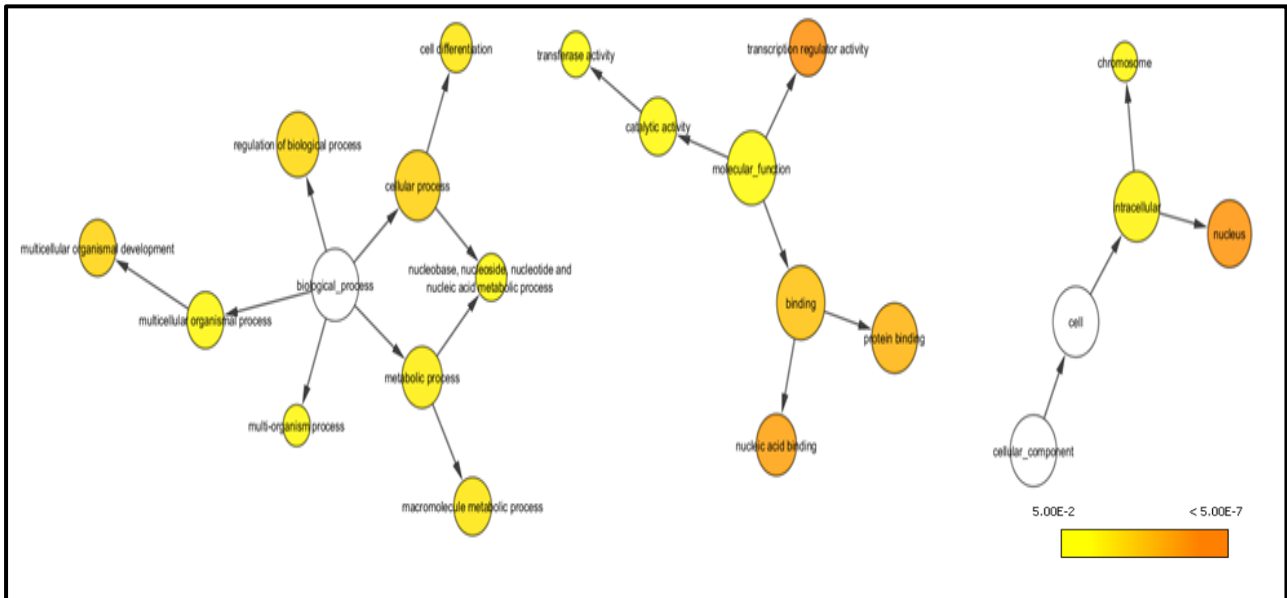 cell differentiation
regulation of biological process
cellular process
multicellular organismal development
nucleobase, nucleoside, nucleotide and
nucleic acid metabolic process
biological_process
multicellular organismal process
metabolic process
multi-organism process
macromolecule metabolic process
transferase activity
transcription regulator activity
catalytic activity
molecular_function
binding
protein binding
nucleic acid binding
chromosome
intracellular
nucleus
cell
cellular_component
5.00E-2
< 5.00E-7